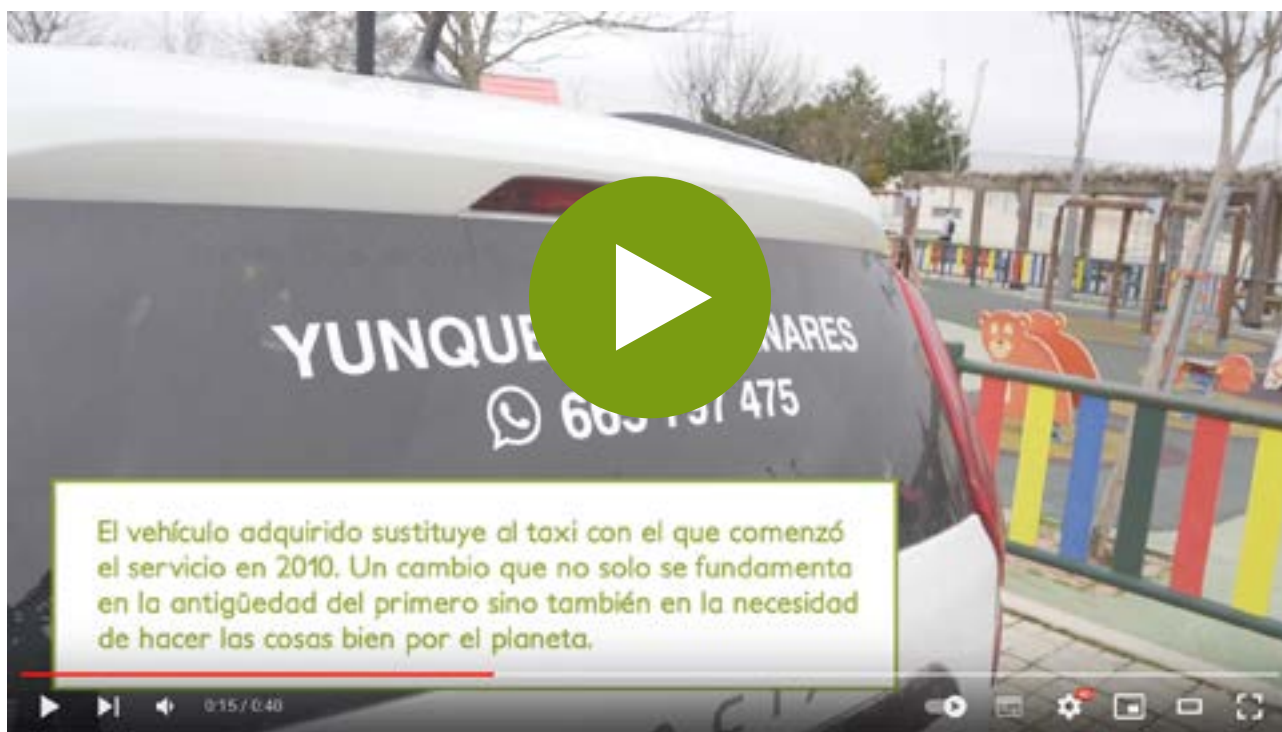 475
El vehículo adquirido sustituye al taxi con el que comenzó
el servicio en 2010. Un cambio que no solo se fundamenta
en la antigüedad del primero sino también en la necesidad
de hacer las cosas bien por el planeta.
0:15 / 0:40